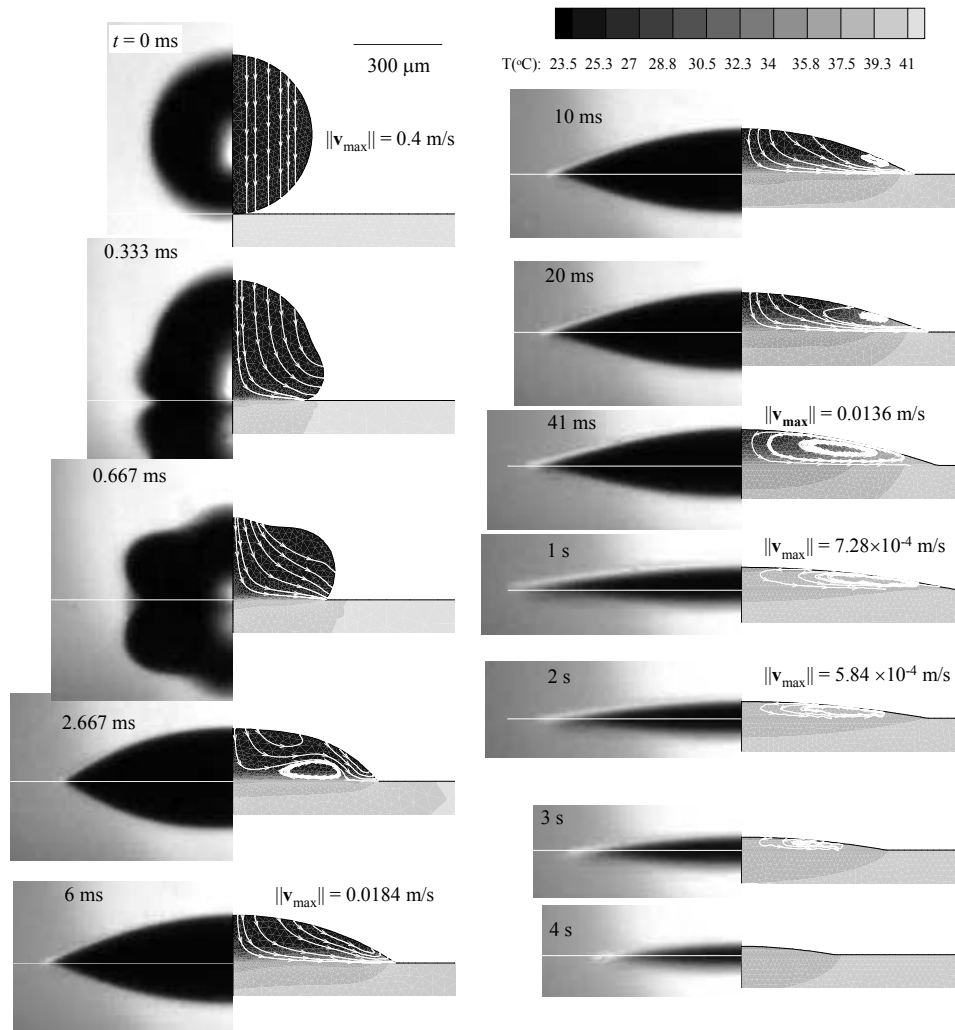 t = 0 ms
300 μm
||v_max|| = 0.4 m/s
0.333 ms
0.667 ms
2.667 ms
6 ms
||v_max|| = 0.0184 m/s
T(°C): 23.5 25.3 27 28.8 30.5 32.3 34 35.8 37.5 39.3 41
10 ms
20 ms
41 ms
||v_max|| = 0.0136 m/s
1 s
||v_max|| = 7.28×10⁻⁴ m/s
2 s
||v_max|| = 5.84 ×10⁻⁴ m/s
3 s
4 s